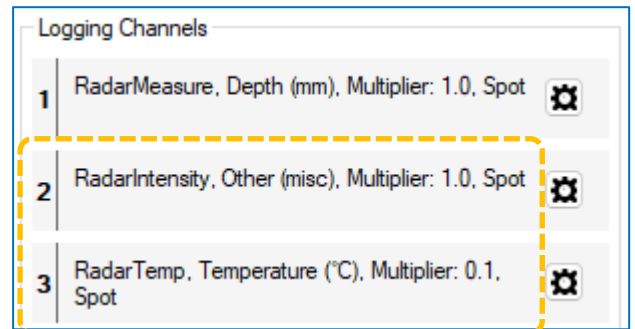 Logging Channels
1 RadarMeasure, Depth (mm), Multiplier: 1.0, Spot
2 RadarIntensity, Other (misc), Multiplier: 1.0, Spot
3 RadarTemp, Temperature (°C), Multiplier: 0.1,
Spot